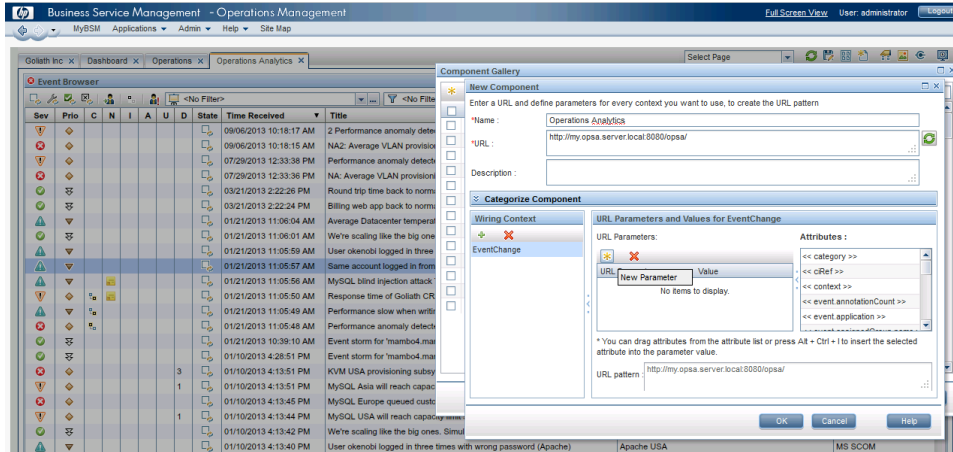 hp Business Service Management - Operations Management Full Screen View User: administrator Logout
MyBSM Applications Admin Help Site Map
Goliath Inc Dashboard Operations Operations Analytics Select Page
Event Browser
<No Filter> ... <No Filte
Sev Prio C N I A U D State Time Received Title
09/06/2013 10:18:17 AM 2 Performance anomaly dete
09/06/2013 10:18:15 AM NA2: Average VLAN provisio
07/29/2013 12:33:38 PM Performance anomaly detect
07/29/2013 12:33:36 PM NA: Average VLAN provision
03/21/2013 2:22:26 PM Round trip time back to norm
03/21/2013 2:22:24 PM Billing web app back to norm
01/21/2013 11:06:04 AM Average Datacenter temperat
01/21/2013 11:06:01 AM We're scaling like the big one
01/21/2013 11:05:59 AM User okenobi logged in three
01/21/2013 11:05:57 AM Same account logged in from
01/21/2013 11:05:56 AM MySQL blind injection attack
01/21/2013 11:05:50 AM Response time of Goliath CR
01/21/2013 11:05:49 AM Performance slow when writi
01/21/2013 11:05:48 AM Performance anomaly detect
01/21/2013 10:39:10 AM Event storm for 'mambo4.mam
01/10/2013 4:28:51 PM Event storm for 'mambo4.mam
3 01/10/2013 4:13:51 PM KVM USA provisioning subsy
1 01/10/2013 4:13:51 PM MySQL Asia will reach capac
01/10/2013 4:13:45 PM MySQL Europe queued custo
1 01/10/2013 4:13:44 PM MySQL USA will reach capacity limit
01/10/2013 4:13:42 PM We're scaling like the big ones. Simul
01/10/2013 4:13:40 PM User okenobi logged in three times with wrong password (Apache) Apache USA MS SCOM
Component Gallery
New Component
Enter a URL and define parameters for every context you want to use, to create the URL pattern
*Name : Operations Analytics
*URL : http://my.opsa.server.local:8080/opsa/
Description :
Categorize Component
Wiring Context
EventChange
URL Parameters and Values for EventChange
URL Parameters:
URL P Value
New Parameter
No items to display.
Attributes :
<< category >>
<< ciRef >>
<< context >>
<< event.annotationCount >>
<< event.application >>
* You can drag attributes from the attribute list or press Alt + Ctrl + I to insert the selected
attribute into the parameter value.
URL pattern : http://my.opsa.server.local:8080/opsa/
OK Cancel Help